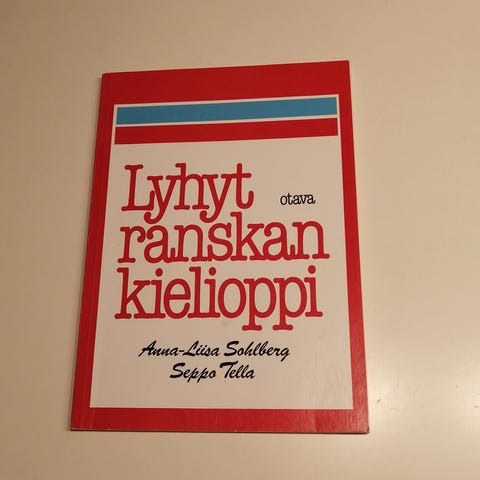 Lyhyt
otava
ranskan
kielioppi
Anna-Liisa Sohlberg
Seppo Tella